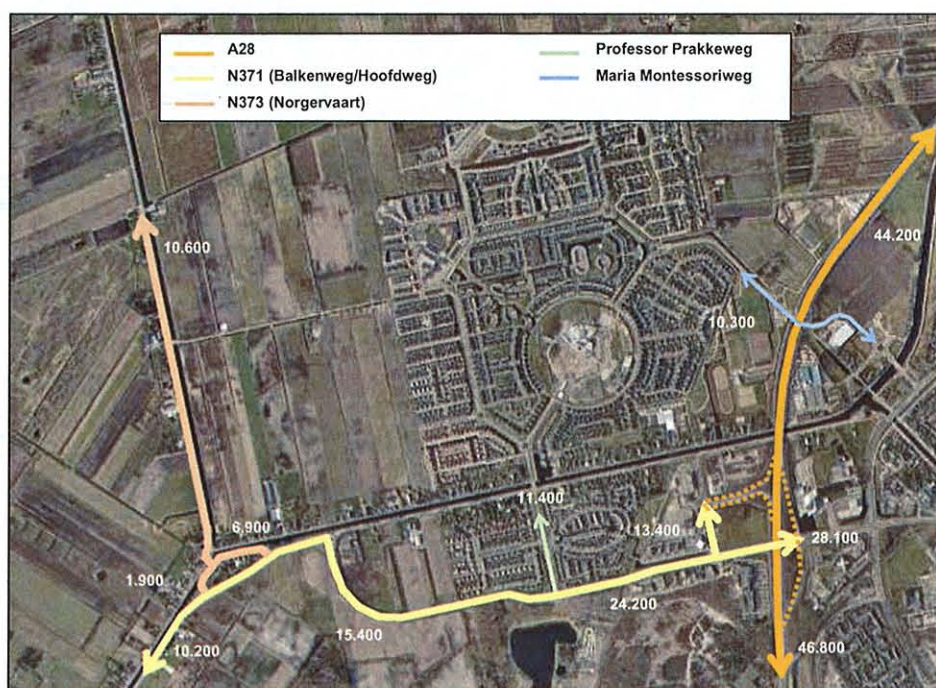 A28
N371 (Balkenweg/Hoofdweg)
N373 (Norgervaart)
Professor Prakkeweg
Maria Montessoriweg
10.600
44.200
10.300
11.400
6.900
13.400
28.100
1.900
24.200
15.400
10.200
46.800